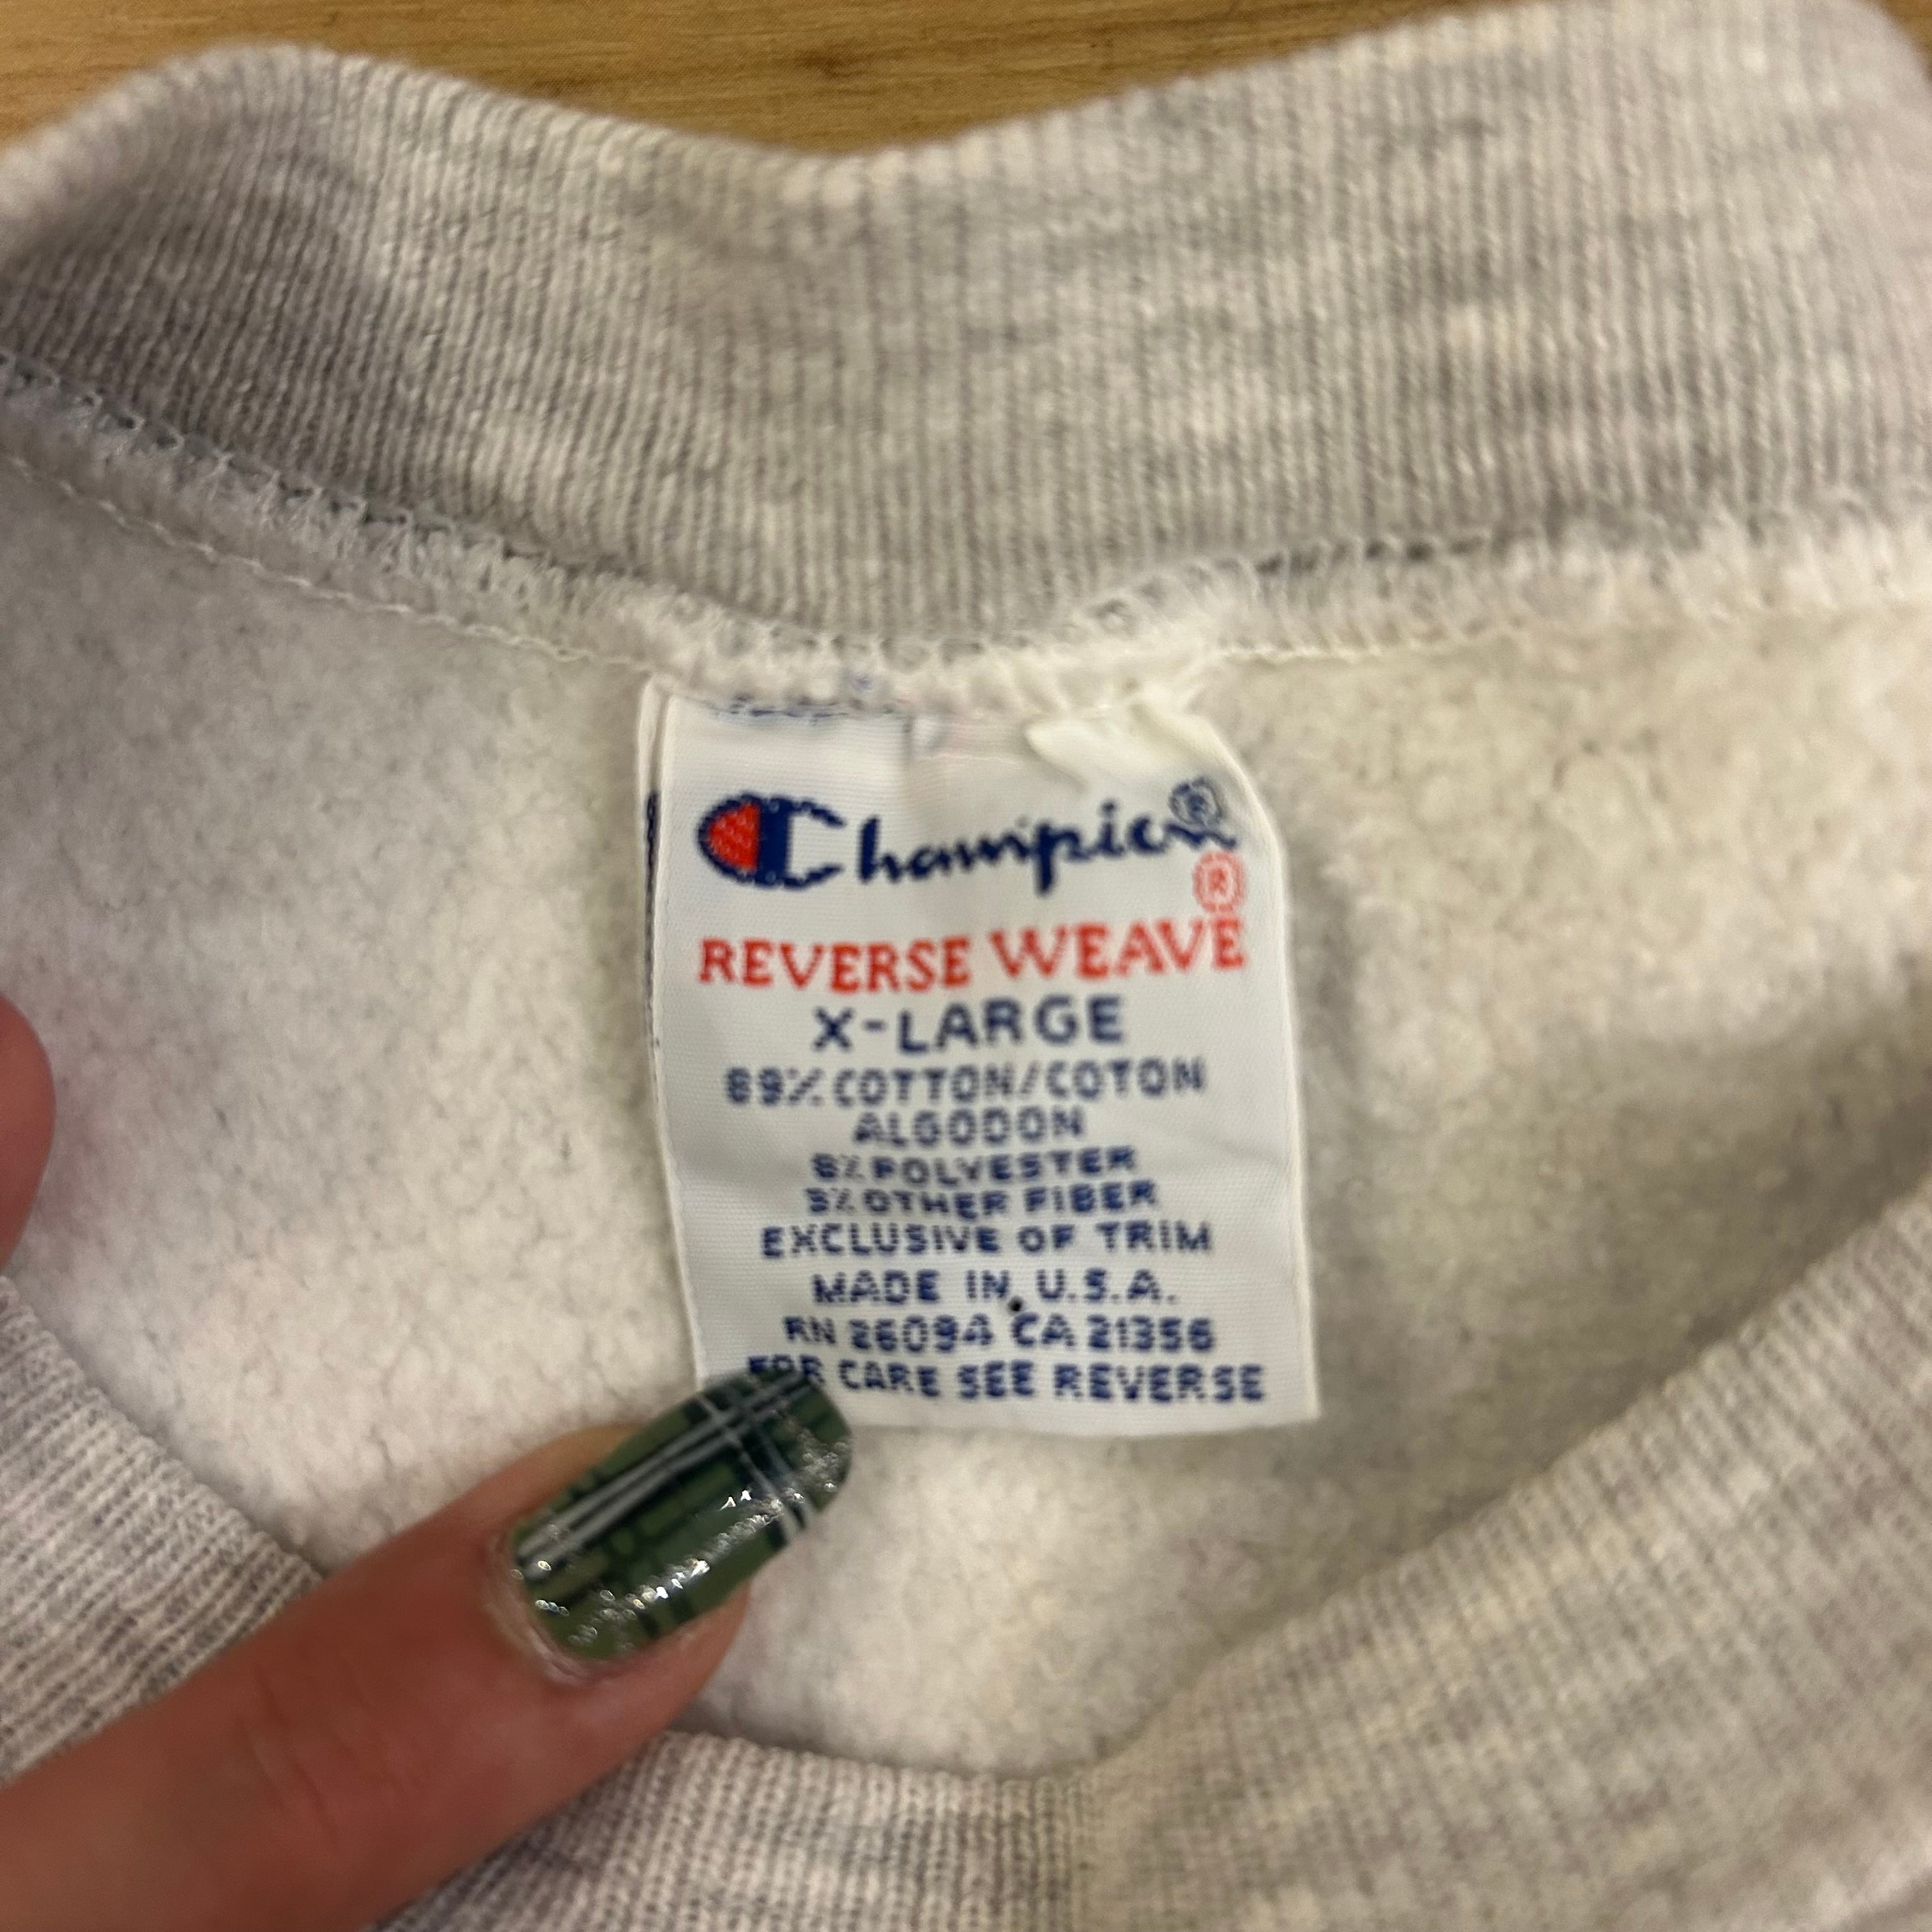 Champion®
®
REVERSE WEAVE
X-LARGE
89% COTTON/COTON
ALGODON
8% POLYESTER
3% OTHER FIBER
EXCLUSIVE OF TRIM
MADE IN U.S.A.
RN 26094 CA 21356
FOR CARE SEE REVERSE